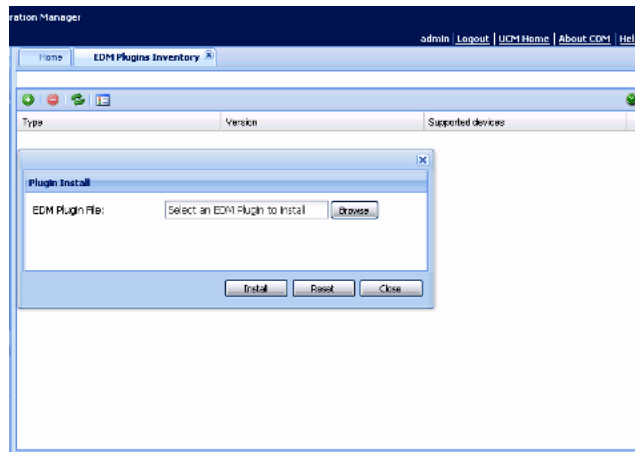 ration Manager
admin | Logout | UCM Home | About COM | Hel
Home EDM Plugins Inventory
Type Version Supported devices
Plugin Install
EDM Plugin File: Select an EDM Plugin to Install Browse
Install Reset Close